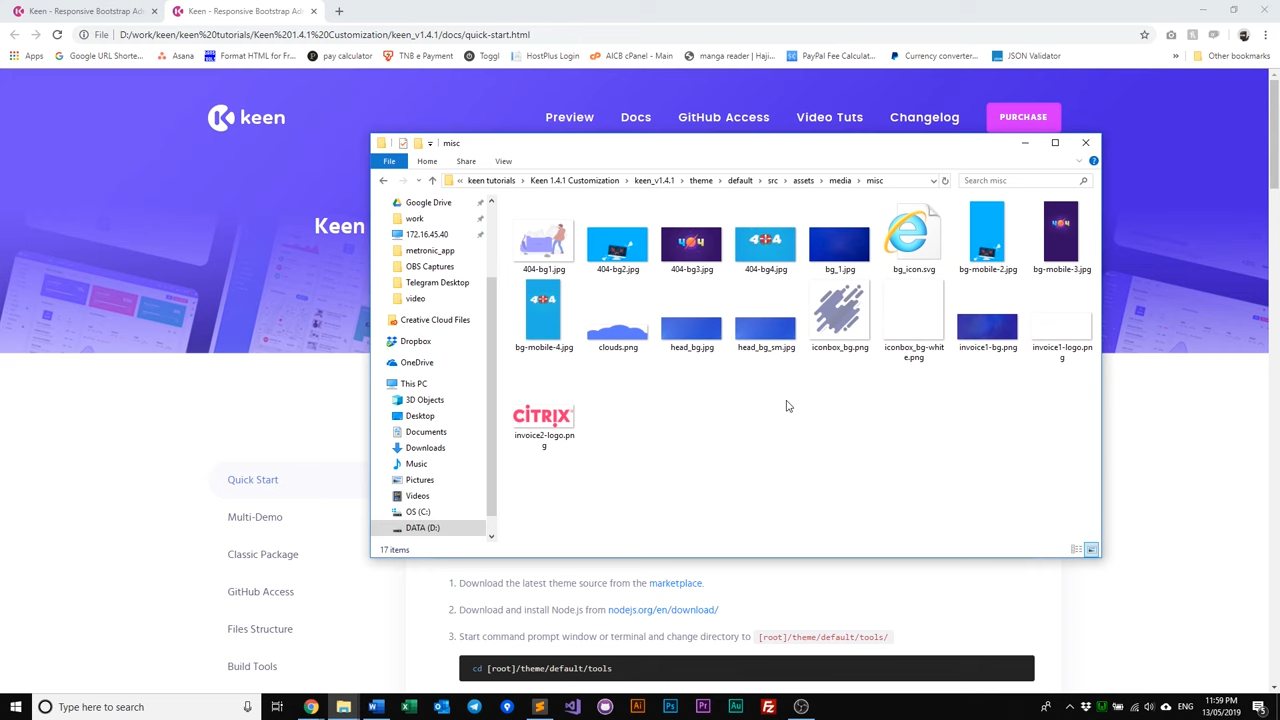 Keen - Responsive Bootstrap Adm
Keen - Responsive Bootstrap Adm
File
D:/work/keen/keen%20tutorials/Keen%201.4.1%20Customization/keen_v1.4.1/docs/quick-start.html
Apps
Google URL Shorte...
Asana
Format HTML for Fr...
pay calculator
TNB e Payment
Toggl
HostPlus Login
AICB cPanel - Main
manga reader | Haji...
PayPal Fee Calculat...
Currency converter...
JSON Validator
»
Other bookmarks
keen
Preview
Docs
GitHub Access
Video Tuts
Changelog
PURCHASE
Keen
misc
File
Home
Share
View
« keen tutorials > Keen 1.4.1 Customization > keen_v1.4.1 > theme > default > src > assets > media > misc
Search misc
Google Drive
work
172.16.45.40
metronic_app
OBS Captures
Telegram Desktop
video
Creative Cloud Files
Dropbox
OneDrive
This PC
3D Objects
Desktop
Documents
Downloads
Music
Pictures
Videos
OS (C:)
DATA (D:)
404-bg1.jpg
404-bg2.jpg
404-bg3.jpg
404-bg4.jpg
bg_1.jpg
bg_icon.svg
bg-mobile-2.jpg
bg-mobile-3.jpg
bg-mobile-4.jpg
clouds.png
head_bg.jpg
head_bg_sm.jpg
iconbox_bg.png
iconbox_bg-whit
e.png
invoice1-bg.png
invoice1-logo.pn
g
CİTRIX
invoice2-logo.pn
g
17 items
Quick Start
Multi-Demo
Classic Package
GitHub Access
Files Structure
Build Tools
1. Download the latest theme source from the marketplace.
2. Download and install Node.js from nodejs.org/en/download/
3. Start command prompt window or terminal and change directory to [root]/theme/default/tools/
cd [root]/theme/default/tools
Type here to search
ENG
11:59 PM
13/05/2019